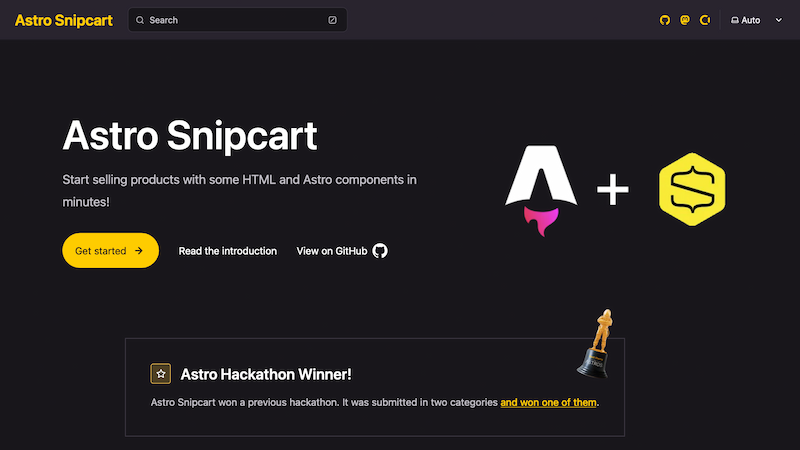 Astro Snipcart
Search
Auto
Astro Snipcart
Start selling products with some HTML and Astro components in
minutes!
Get started
Read the introduction
View on GitHub
Astro Hackathon Winner!
Astro Snipcart won a previous hackathon. It was submitted in two categories and won one of them.